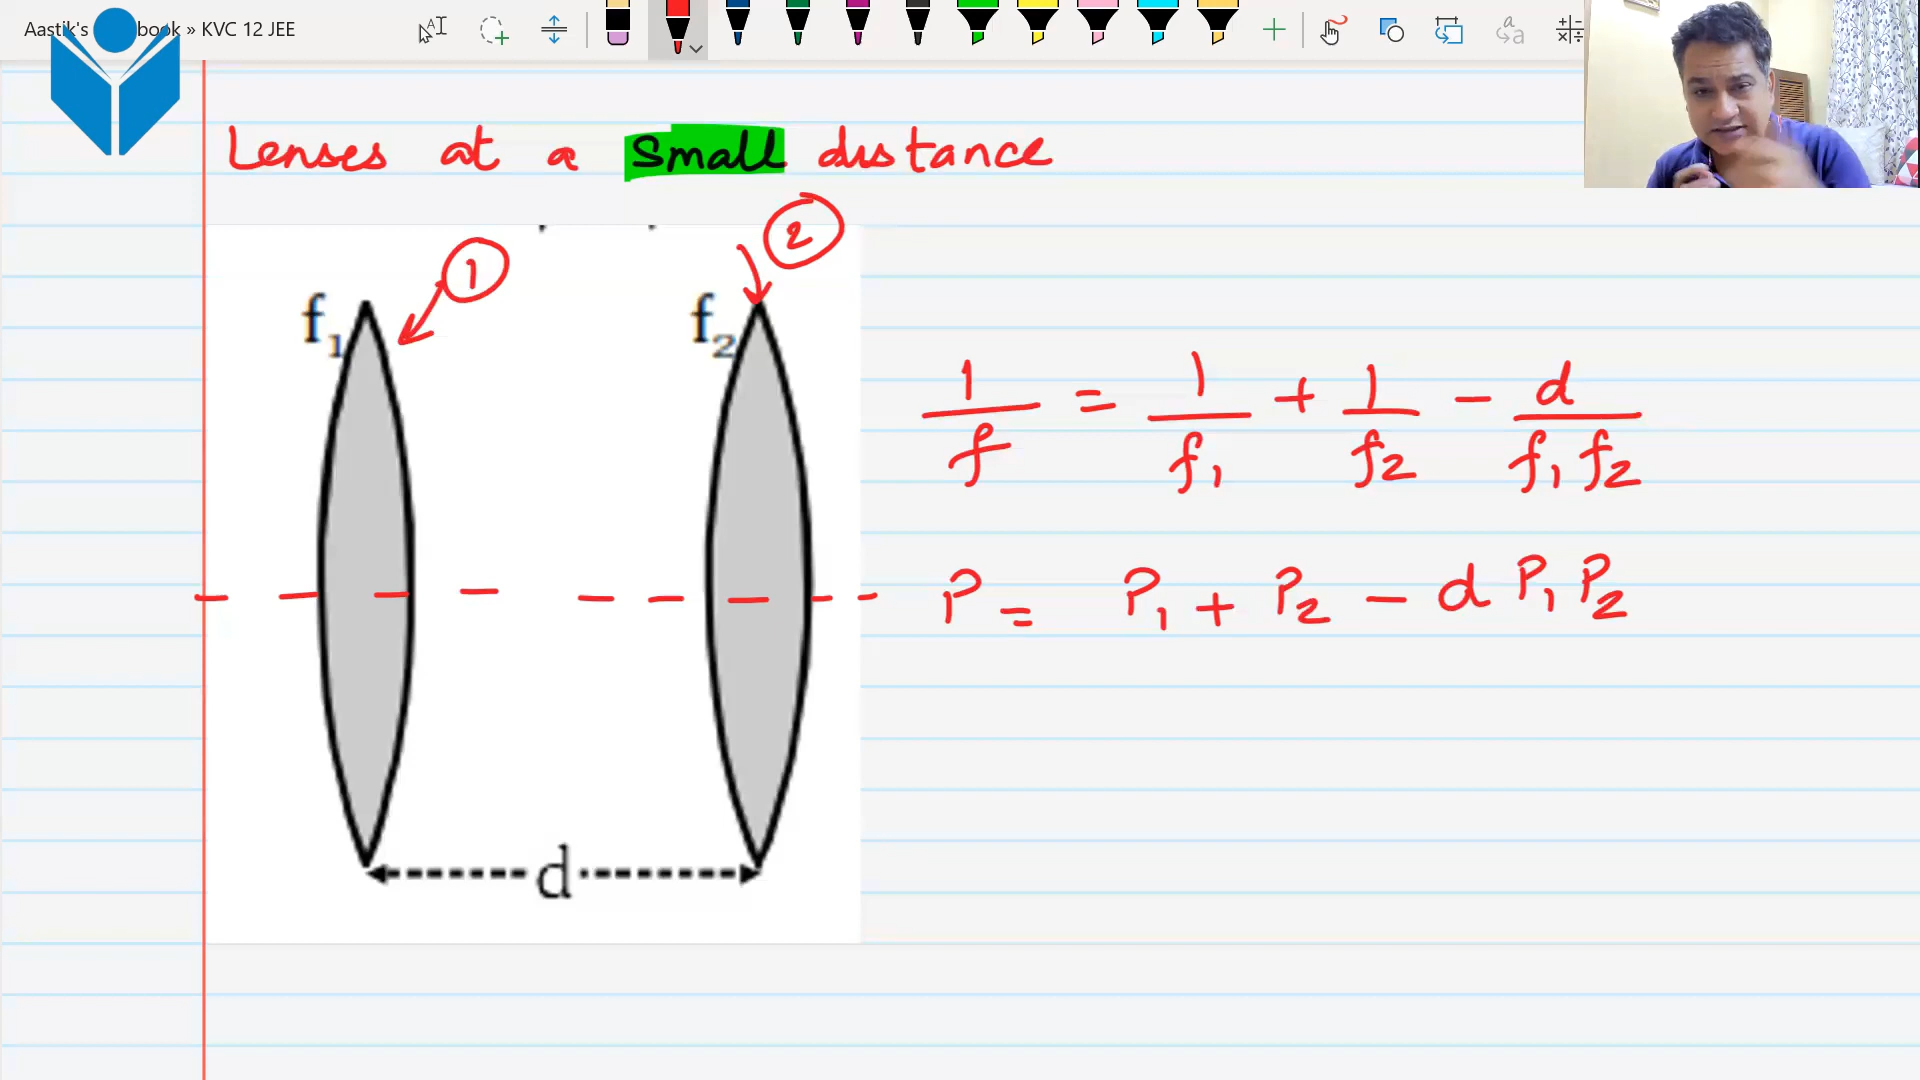 Aastik's book » KVC 12 JEE
Lenses at a Small distance
1 2
f₁ f₂
1/f = 1/f₁ + 1/f₂ - d/f₁f₂
P = P₁ + P₂ - d P₁ P₂
d